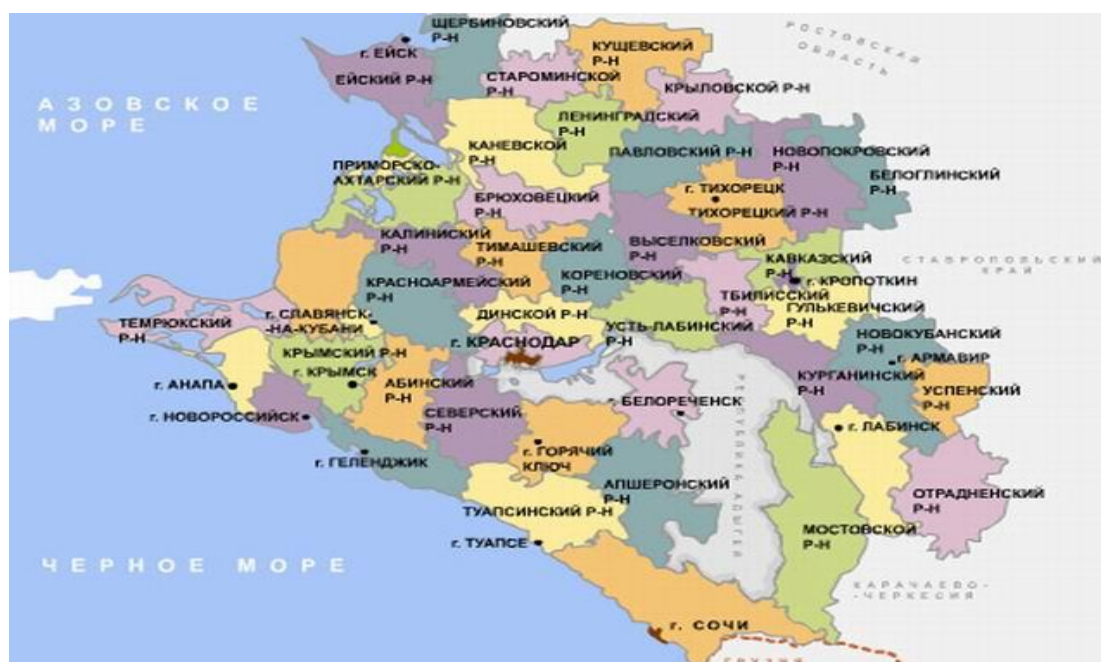 ЩЕРБИНОВСКИЙ
Р-Н
г. ЕЙСК
ЕЙСКИЙ Р-Н
СТАРОМИНСКОЙ
Р-Н
КУЩЕВСКИЙ
Р-Н
РОСТОВСКАЯ
ОБЛАСТЬ
КРЫЛОВСКОЙ Р-Н
АЗОВСКОЕ
МОРЕ
ЛЕНИНГРАДСКИЙ
Р-Н
КАНЕВСКОЙ
Р-Н
ПАВЛОВСКИЙ Р-Н
НОВОПОКРОВСКИЙ
Р-Н
БЕЛОГЛИНСКИЙ
Р-Н
ПРИМОРСКО-
АХТАРСКИЙ Р-Н
БРЮХОВЕЦКИЙ
Р-Н
г. ТИХОРЕЦК
ТИХОРЕЦКИЙ Р-Н
КАЛИНИСКИЙ
Р-Н
ТИМАШЕВСКИЙ
Р-Н
ВЫСЕЛКОВСКИЙ
Р-Н
КАВКАЗСКИЙ
Р-Н
г. КРОПОТКИН
СТАВРОПОЛЬСКИЙ
КРАЙ
КРАСНОАРМЕЙСКИЙ
Р-Н
КОРЕНОВСКИЙ
Р-Н
ТБИЛИССКИЙ
Р-Н
ГУЛЬКЕВИЧСКИЙ
Р-Н
ТЕМРЮКСКИЙ
Р-Н
г. СЛАВЯНСК-
НА-КУБАНИ
ДИНСКОЙ Р-Н
УСТЬ-ЛАБИНСКИЙ
Р-Н
НОВОКУБАНСКИЙ
Р-Н
г. АРМАВИР
КРЫМСКИЙ Р-Н
г. КРЫМСК
г. КРАСНОДАР
КУРГАНИНСКИЙ
Р-Н
УСПЕНСКИЙ
Р-Н
г. АНАПА
АБИНСКИЙ
Р-Н
г. НОВОРОССИЙСК
СЕВЕРСКИЙ
Р-Н
г. БЕЛОРЕЧЕНСК
РЕСПУБЛИКА АДЫГЕЯ
г. ЛАБИНСК
г. ГЕЛЕНДЖИК
г. ГОРЯЧИЙ
КЛЮЧ
АПШЕРОНСКИЙ
Р-Н
ОТРАДНЕНСКИЙ
Р-Н
ТУАПСИНСКИЙ Р-Н
МОСТОВСКОЙ
Р-Н
г. ТУАПСЕ
ЧЕРНОЕ МОРЕ
КАРАЧАЕВО-
-ЧЕРКЕСИЯ
г. СОЧИ
ГРУЗИЯ